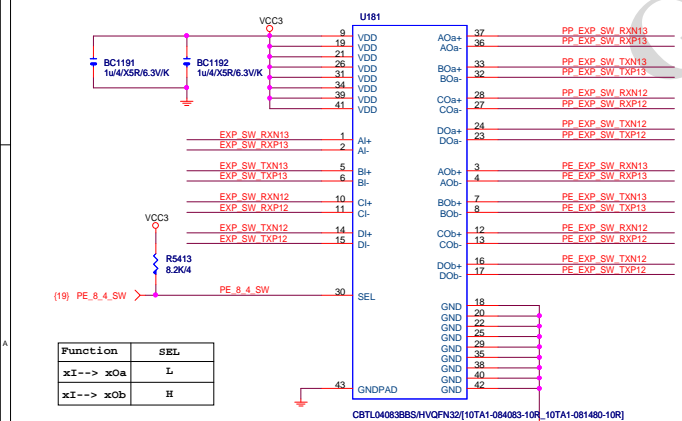 U181
VCC3
9 VDD AOa+ 37 PP_EXP_SW_RXN13
19 VDD AOa- 36 PP_EXP_SW_RXP13
21 VDD
26 VDD BOa+ 33 PP_EXP_SW_TXN13
31 VDD BOa- 32 PP_EXP_SW_TXP13
34 VDD
39 VDD COa+ 28 PP_EXP_SW_RXN12
41 VDD COa- 27 PP_EXP_SW_RXP12
BC1191
1u/4/X5R/6.3V/K
BC1192
1u/4/X5R/6.3V/K
DOa+ 24 PP_EXP_SW_TXN12
DOa- 23 PP_EXP_SW_TXP12
EXP_SW_RXN13 1 AI+
EXP_SW_RXP13 2 AI-
EXP_SW_TXN13 5 BI+ AOb+ 3 PE_EXP_SW_RXN13
EXP_SW_TXP13 6 BI- AOb- 4 PE_EXP_SW_RXP13
EXP_SW_RXN12 10 CI+ BOb+ 7 PE_EXP_SW_TXN13
EXP_SW_RXP12 11 CI- BOb- 8 PE_EXP_SW_TXP13
EXP_SW_TXN12 14 DI+ COb+ 12 PE_EXP_SW_RXN12
EXP_SW_TXP12 15 DI- COb- 13 PE_EXP_SW_RXP12
DOb+ 16 PE_EXP_SW_TXN12
DOb- 17 PE_EXP_SW_TXP12
VCC3
R5413
8.2K/4
{19} PE_8_4_SW PE_8_4_SW 30 SEL
GND 18
GND 20
GND 22
GND 25
GND 29
GND 35
GND 38
GND 40
43 GNDPAD GND 42
A
Function SEL
xI--> xOa L
xI--> xOb H
CBTL04083BBS/HVQFN32/[10TA1-084083-10R_10TA1-081480-10R]